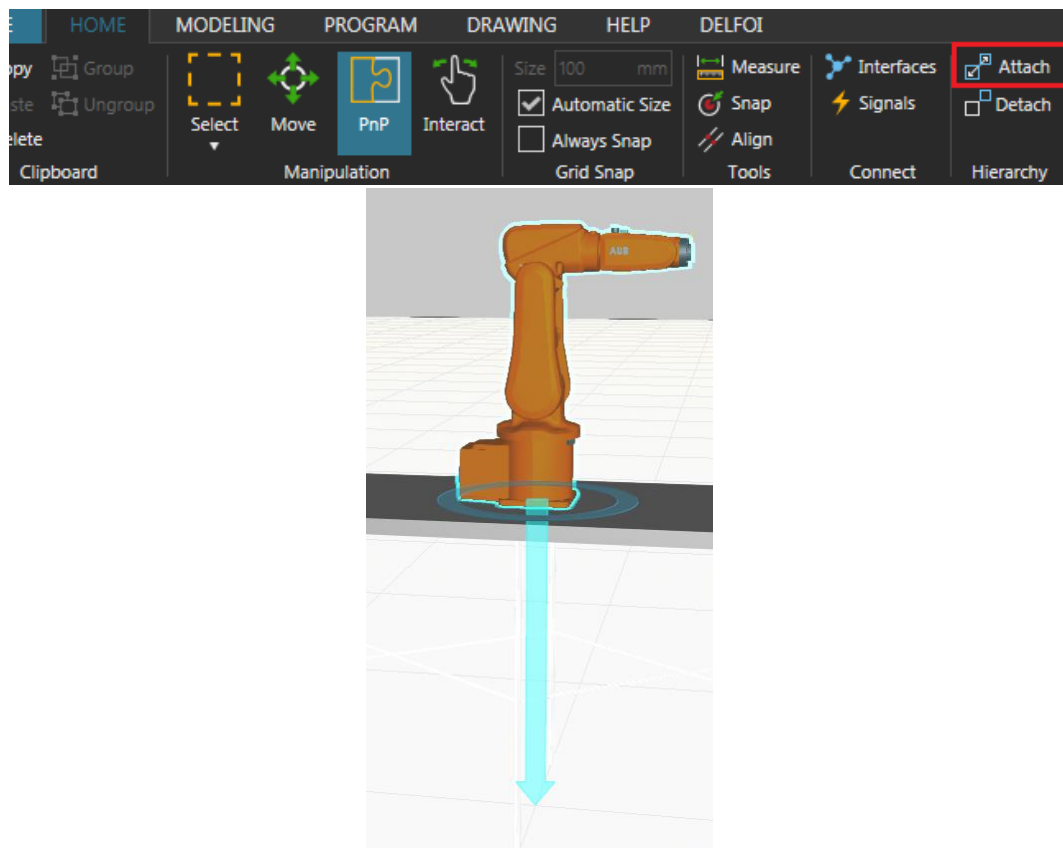 HOME MODELING PROGRAM DRAWING HELP DELFOI
Group Size 100 mm Measure Interfaces Attach
Ungroup Automatic Size Snap Signals Detach
Select Move PnP Interact Always Snap Align
Clipboard Manipulation Grid Snap Tools Connect Hierarchy
ABB